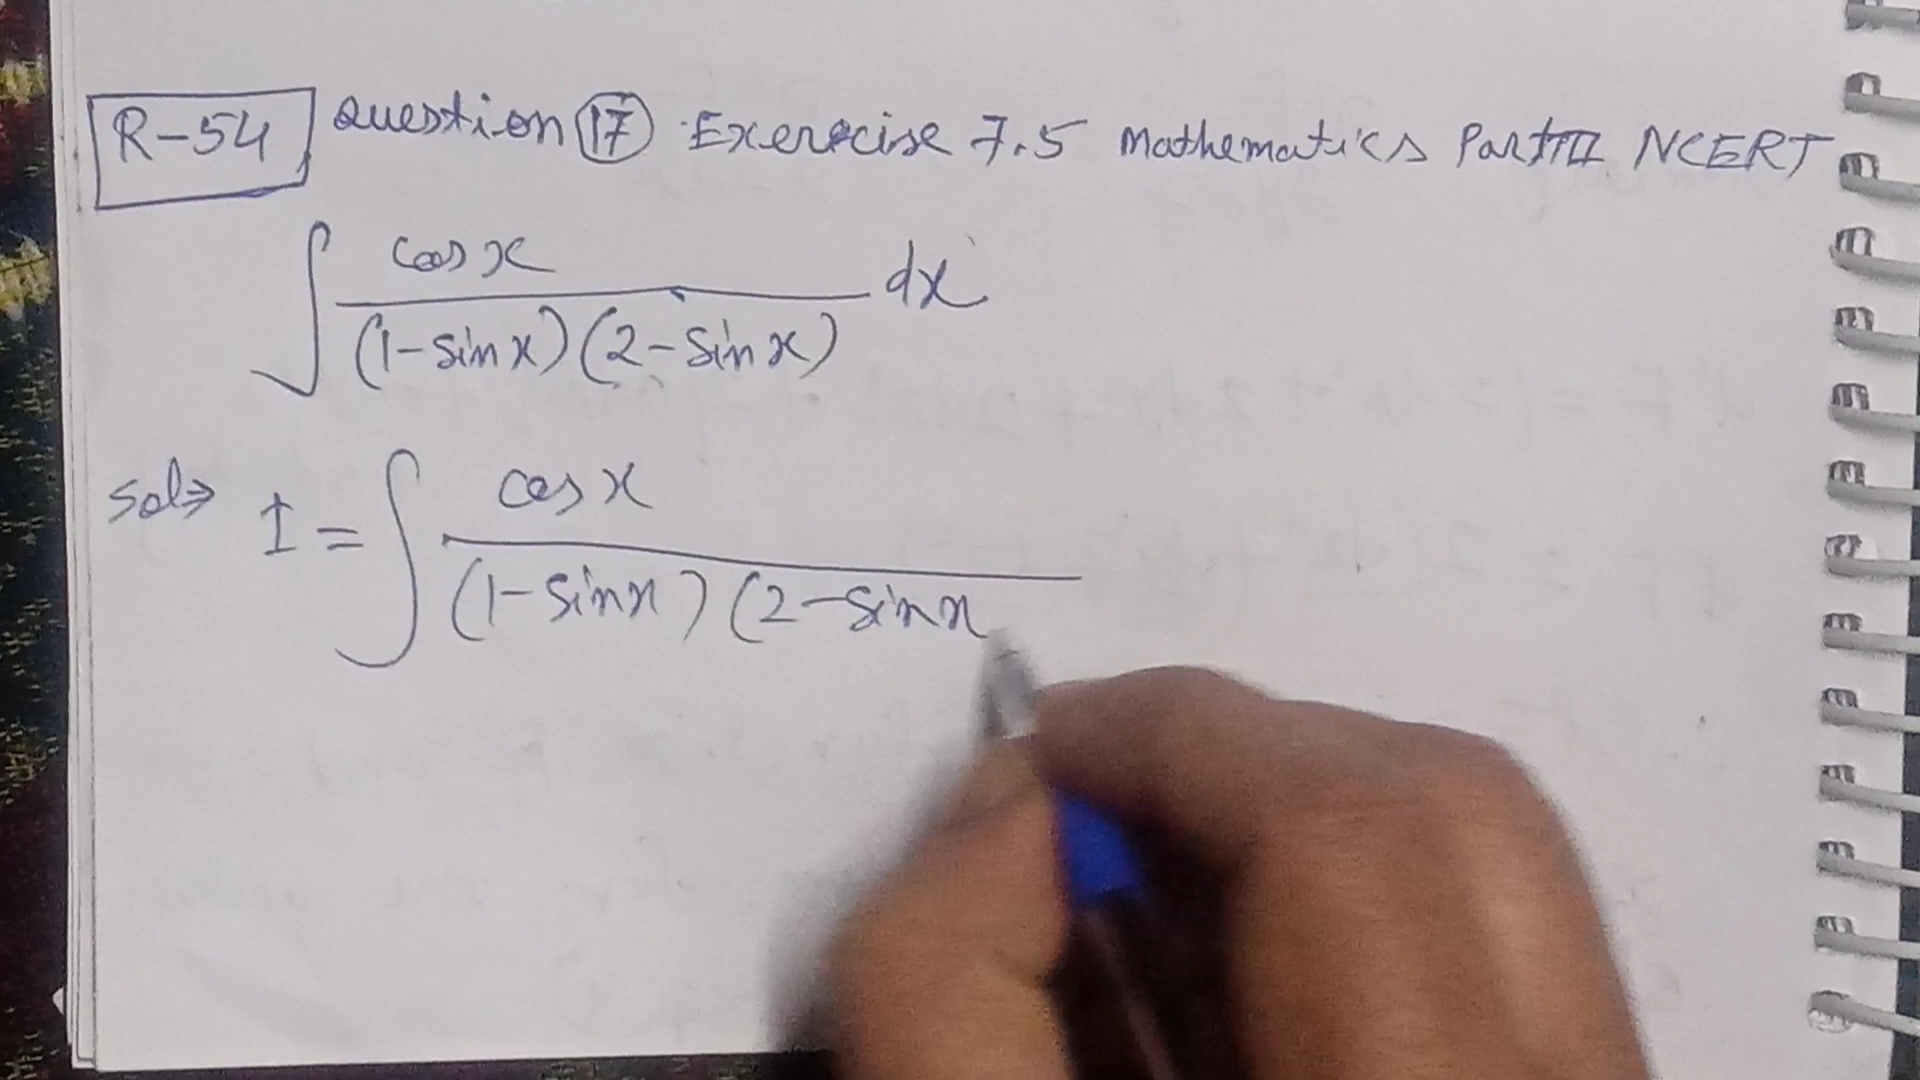 R-54 Question 17 Exercise 7.5 Mathematics Part II NCERT
∫ cos x / (1-sin x)(2-sin x) dx
Sol⇒ I = ∫ cos x / (1-sin x)(2-sin x